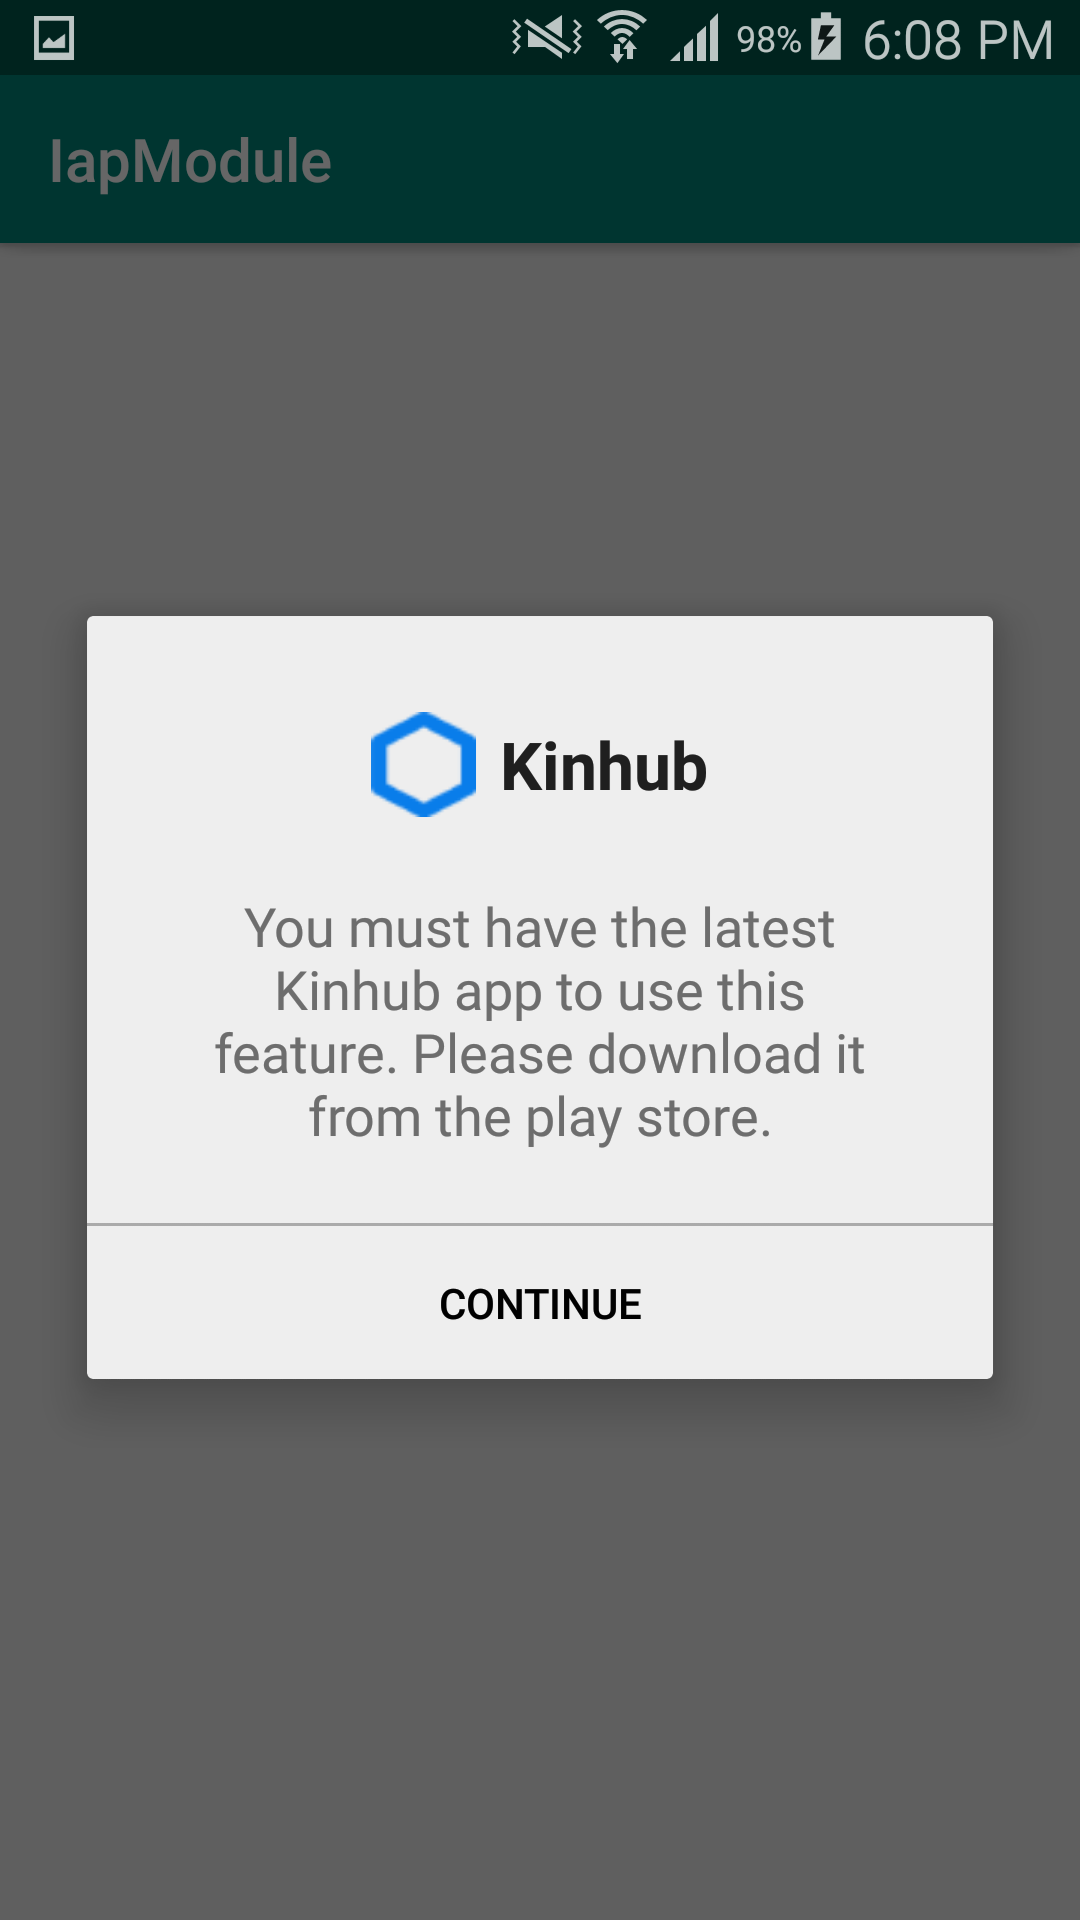 98% 6:08 PM
IapModule
Kinhub
You must have the latest
Kinhub app to use this
feature. Please download it
from the play store.
CONTINUE